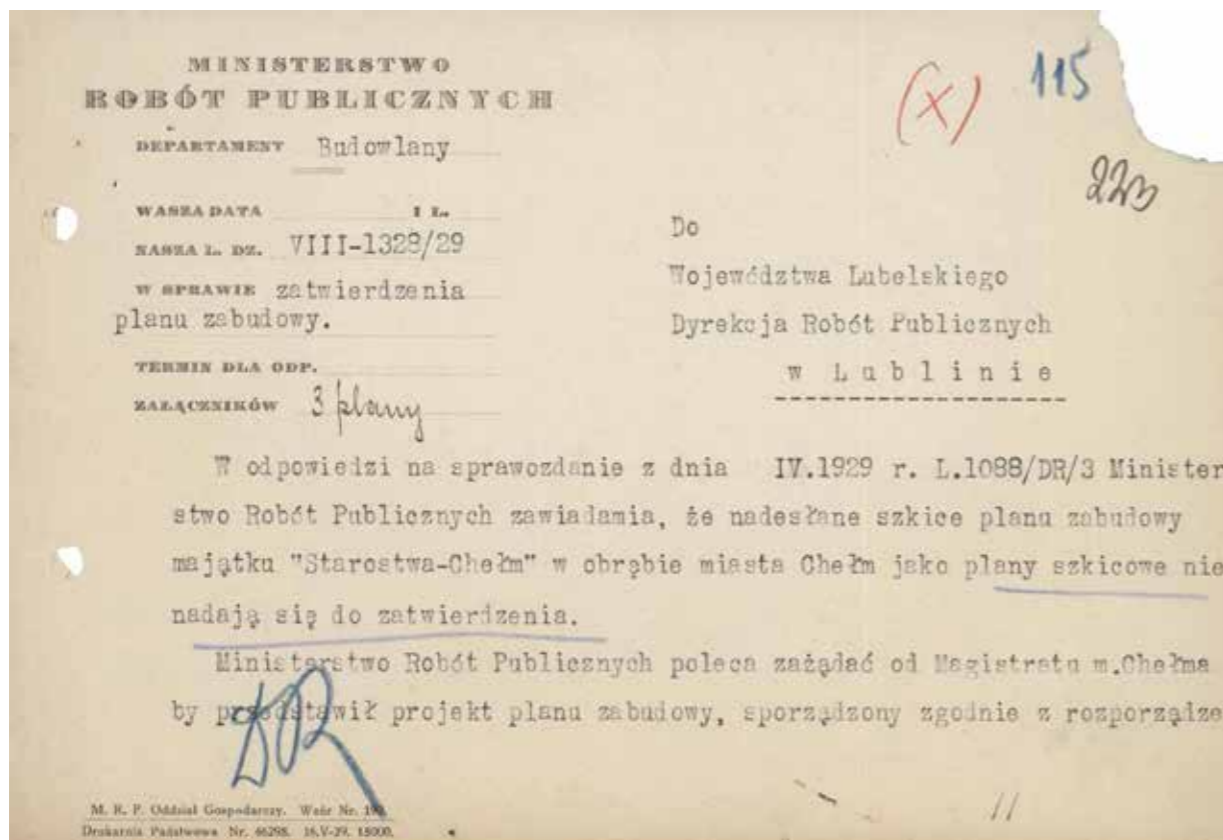 MINISTERSTWO
ROBÓT PUBLICZNYCH
DEPARTAMENT Budowlany
WASZA DATA I L.
NASZA L. DZ. VIII-1328/29
W SPRAWIE zatwierdzenia
planu zabudowy.
TERMIN DLA ODP.
ZAŁĄCZNIKÓW 3 plany
(x) 115
223
Do
Województwa Lubelskiego
Dyrekcja Robót Publicznych
w Lublinie
W odpowiedzi na sprawozdanie z dnia IV.1929 r. L.1088/DR/3 Minister
stwo Robót Publicznych zawiadamia, że nadesłane szkice planu zabudowy
majątku "Starostwa-Chełm" w obrębie miasta Chełm jako plany szkicowe nie
nadają się do zatwierdzenia.
Ministerstwo Robót Publicznych poleca zażądać od Magistratu m.Chełma
by przedstawił projekt planu zabudowy, sporządzony zgodnie z rozporządze
DR
M. R. P. Oddział Gospodarczy. Wzór Nr.
Drukarnia Państwowa Nr. 46298. 16.V-29. 15000.